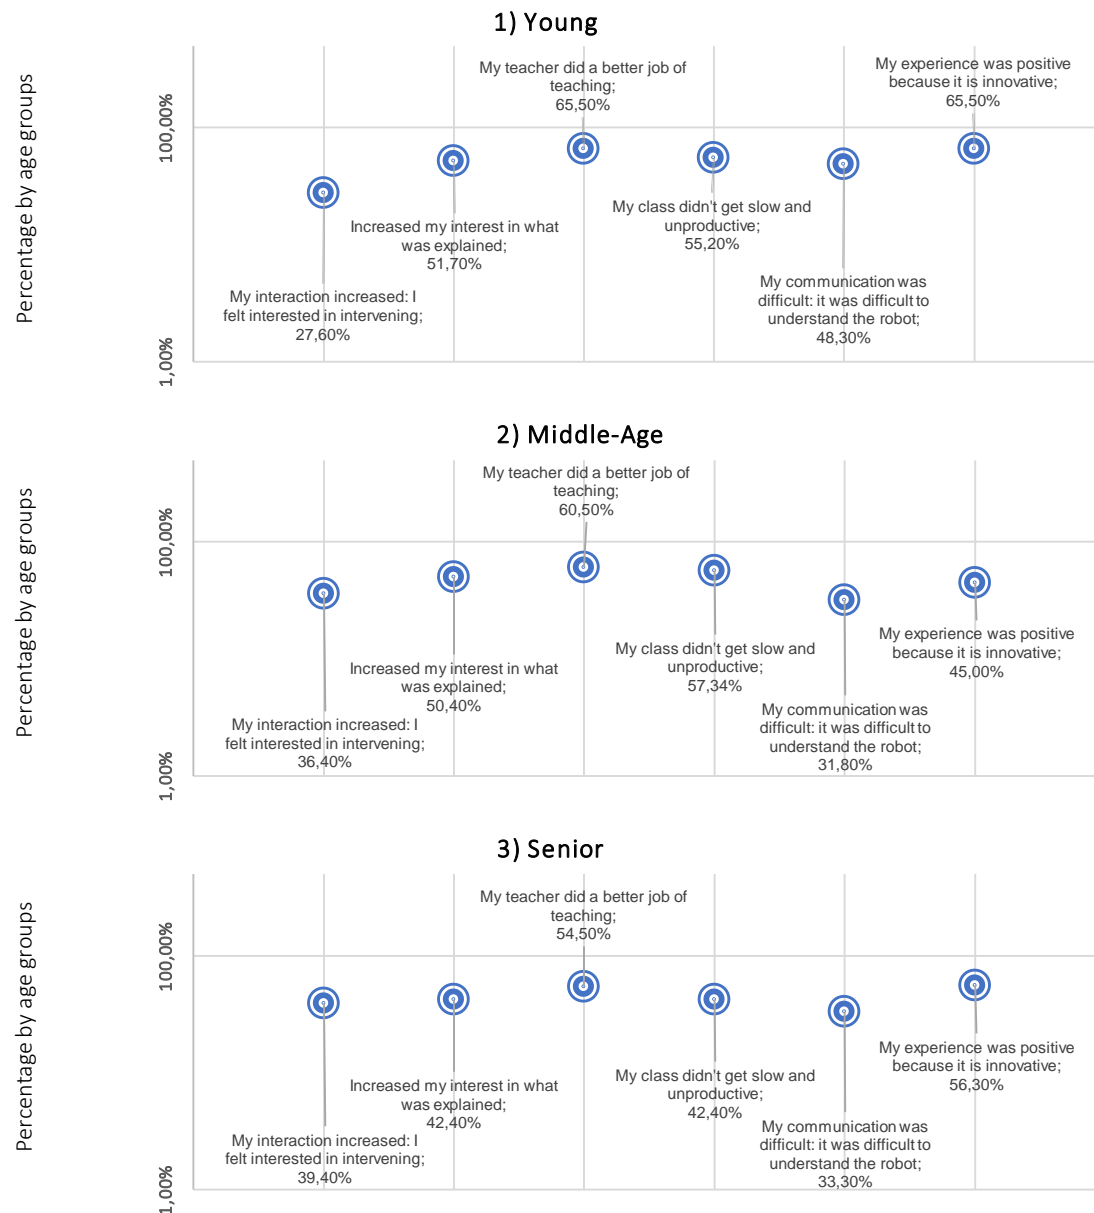 1) Young
Percentage by age groups
100,00%
1,00%
My interaction increased: I
felt interested in intervening;
27,60%
Increased my interest in what
was explained;
51,70%
My teacher did a better job of
teaching;
65,50%
My class didn't get slow and
unproductive;
55,20%
My communication was
difficult: it was difficult to
understand the robot;
48,30%
My experience was positive
because it is innovative;
65,50%
2) Middle-Age
Percentage by age groups
100,00%
1,00%
My interaction increased: I
felt interested in intervening;
36,40%
Increased my interest in what
was explained;
50,40%
My teacher did a better job of
teaching;
60,50%
My class didn't get slow and
unproductive;
57,34%
My communication was
difficult: it was difficult to
understand the robot;
31,80%
My experience was positive
because it is innovative;
45,00%
3) Senior
Percentage by age groups
100,00%
1,00%
My interaction increased: I
felt interested in intervening;
39,40%
Increased my interest in what
was explained;
42,40%
My teacher did a better job of
teaching;
54,50%
My class didn't get slow and
unproductive;
42,40%
My communication was
difficult: it was difficult to
understand the robot;
33,30%
My experience was positive
because it is innovative;
56,30%